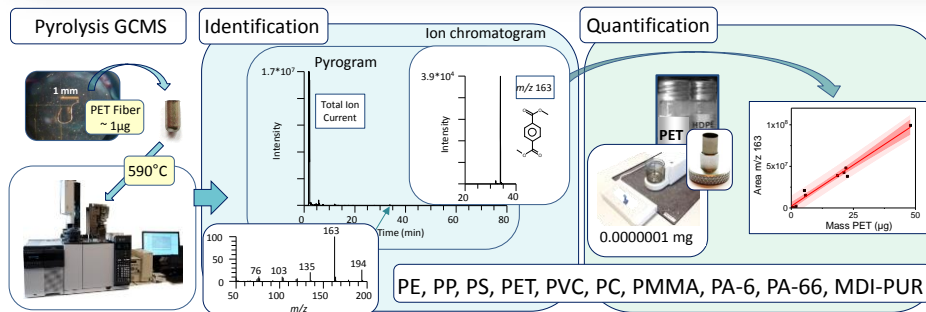 Pyrolysis GCMS
1 mm
PET Fiber
~ 1µg
590°C
Identification
Pyrogram
1.7*10⁷
Intensity
Total Ion
Current
0
20
40
60
80
Time (min)
Ion chromatogram
3.9*10⁴
Intensity
m/z 163
20
40
100
50
0
76
103
135
163
194
50
100
150
200
m/z
Quantification
PET
HDPE
0.0000001 mg
Area m/z 163
1x10⁸
5x10⁷
0
0
25
50
Mass PET (µg)
PE, PP, PS, PET, PVC, PC, PMMA, PA-6, PA-66, MDI-PUR